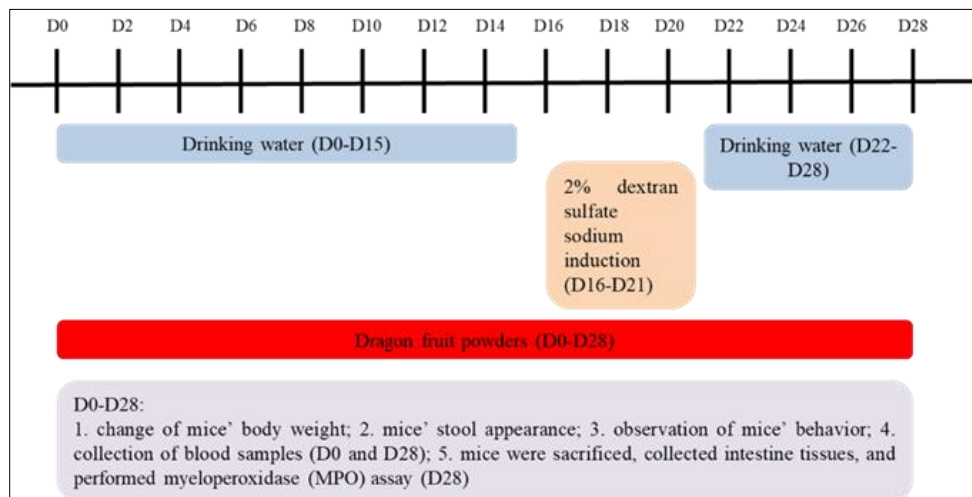 D0 D2 D4 D6 D8 D10 D12 D14 D16 D18 D20 D22 D24 D26 D28
Drinking water (D0-D15)
Drinking water (D22-
D28)
2% dextran
sulfate
sodium
induction
(D16-D21)
Dragon fruit powders (D0-D28)
D0-D28:
1. change of mice’ body weight; 2. mice’ stool appearance; 3. observation of mice’ behavior; 4.
collection of blood samples (D0 and D28); 5. mice were sacrificed, collected intestine tissues, and
performed myeloperoxidase (MPO) assay (D28)